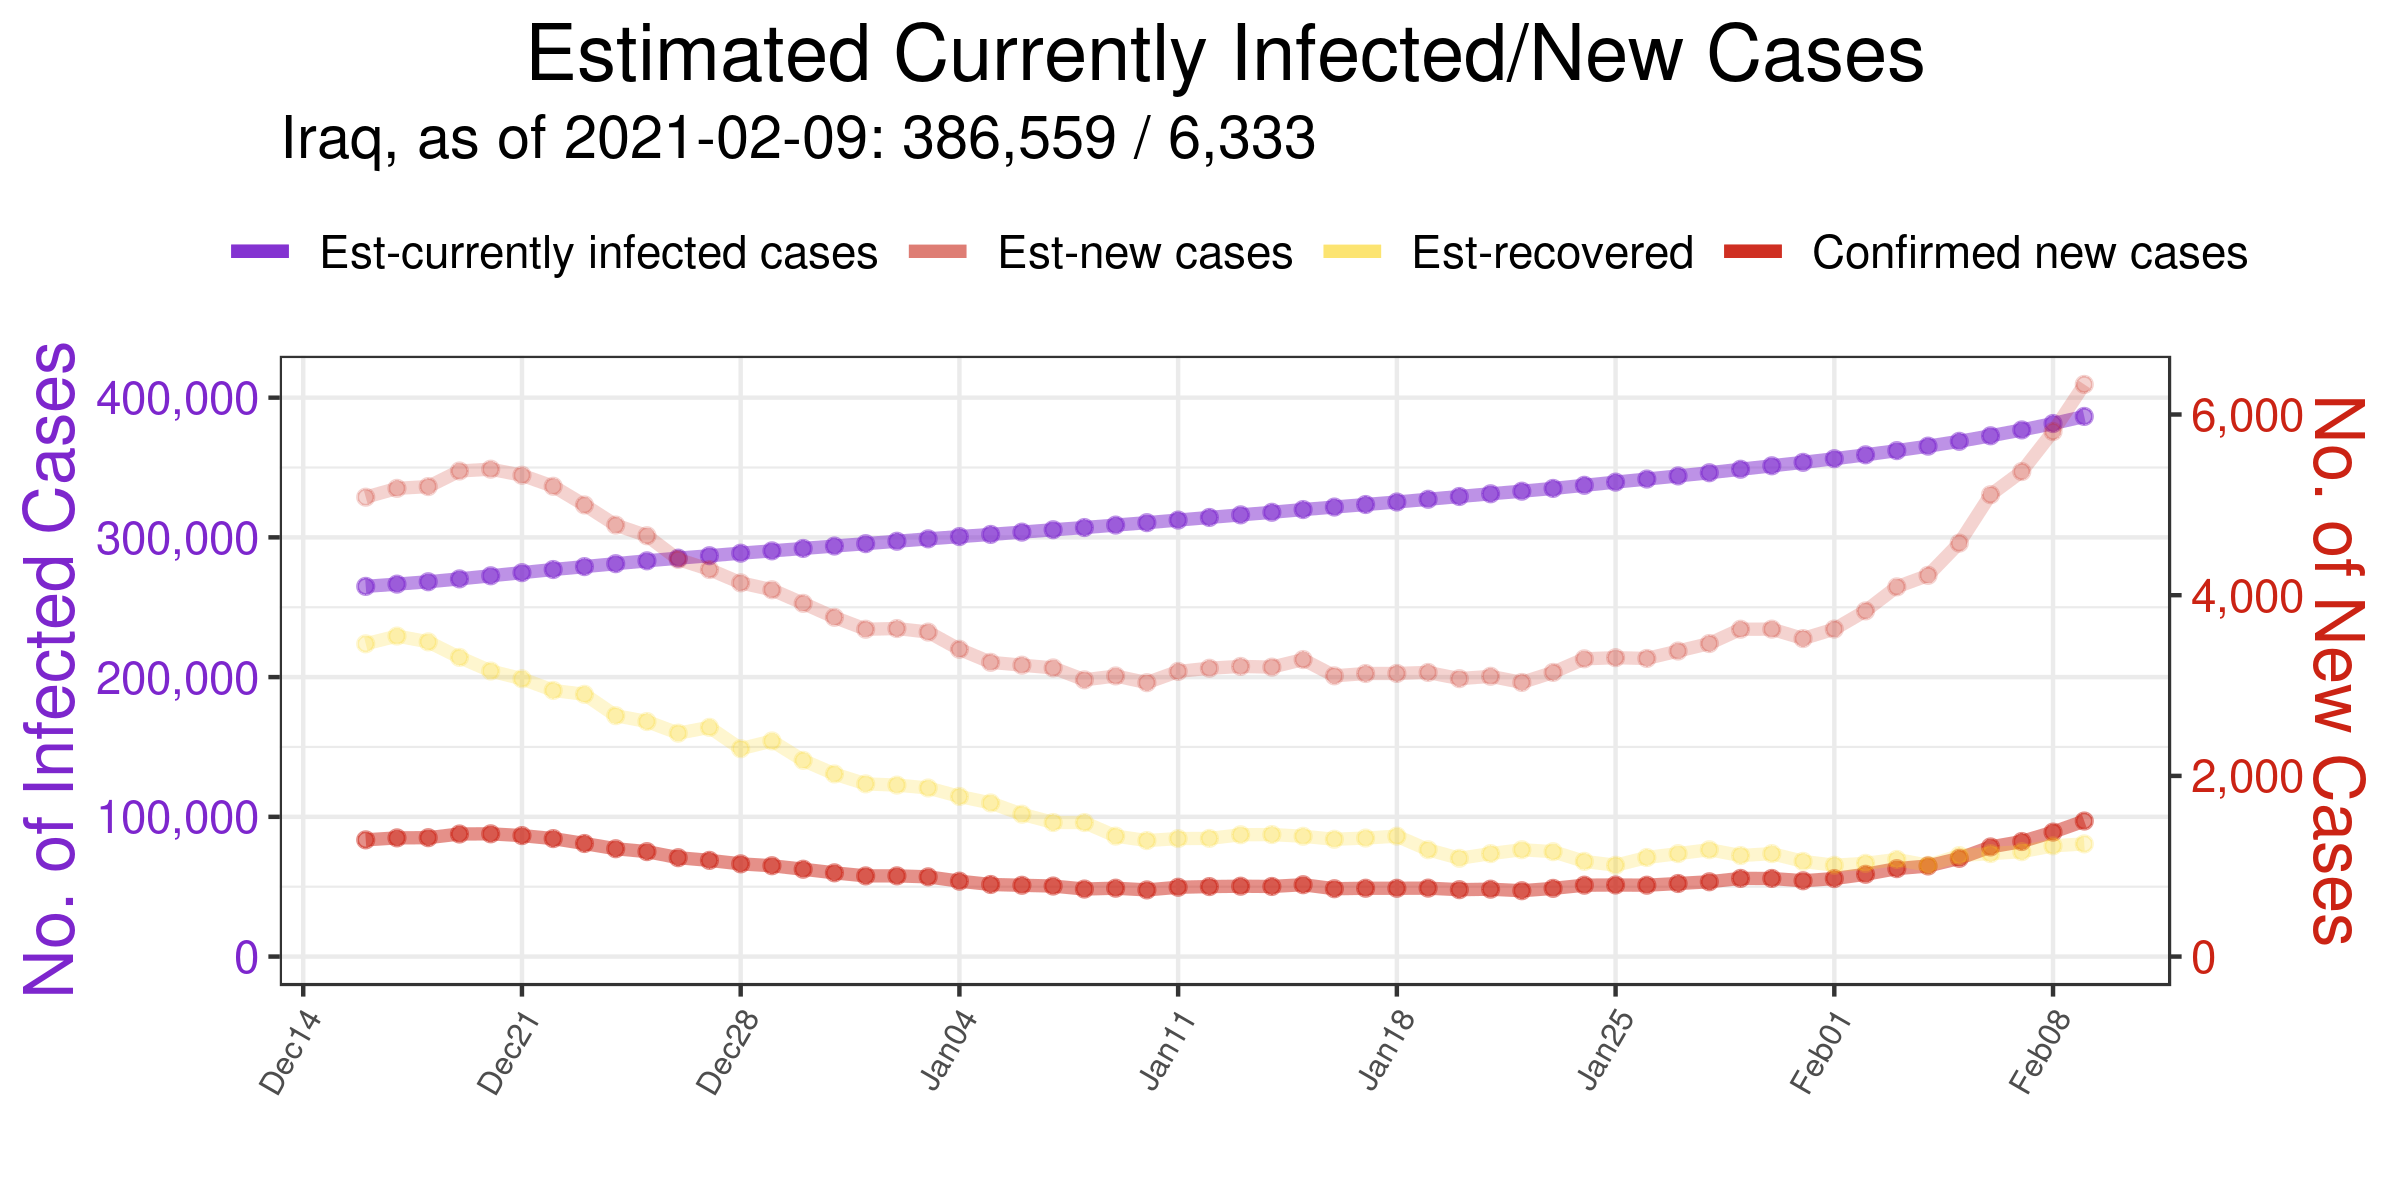 Estimated Currently Infected/New Cases
Iraq, as of 2021-02-09: 386,559 / 6,333
Est-currently infected cases Est-new cases Est-recovered Confirmed new cases
No. of Infected Cases
400,000
300,000
200,000
100,000
0
6,000
4,000
2,000
0
No. of New Cases
Dec14 Dec21 Dec28 Jan04 Jan11 Jan18 Jan25 Feb01 Feb08